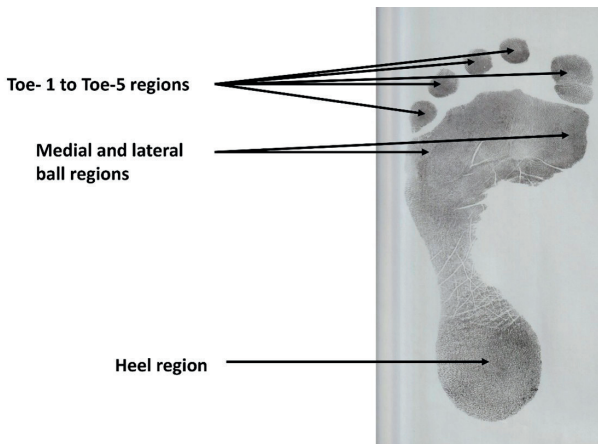 Toe- 1 to Toe-5 regions
Medial and lateral
ball regions
Heel region